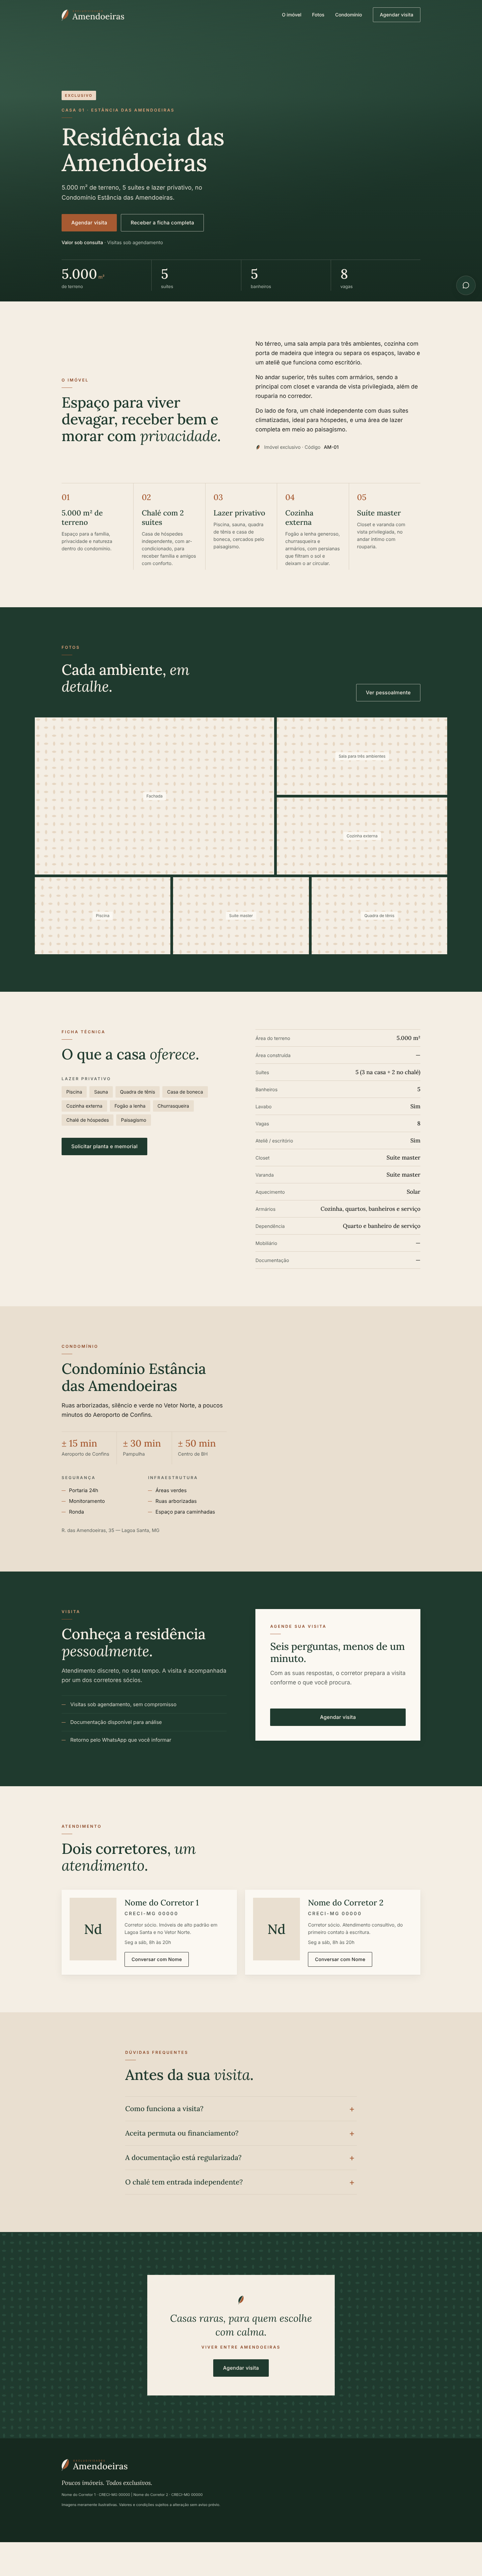 Amendoeiras
O imóvel
Fotos
Condomínio
Agendar visita
EXCLUSIVO
CASA 01 · ESTÂNCIA DAS AMENDOEIRAS
Residência das
Amendoeiras
5.000 m² de terreno, 5 suítes e lazer privativo, no
Condomínio Estância das Amendoeiras.
Agendar visita
Receber a ficha completa
Valor sob consulta · Visitas sob agendamento
5.000 m²
de terreno
5
suítes
5
banheiros
8
vagas
O IMÓVEL
Espaço para viver
devagar, receber bem e
morar com privacidade.
No térreo, uma sala ampla para três ambientes, cozinha com
porta de madeira que integra ou separa os espaços, lavabo e
um ateliê que funciona como escritório.
No andar superior, três suítes com armários, sendo a
principal com closet e varanda de vista privilegiada, além de
rouparia no corredor.
Do lado de fora, um chalé independente com duas suítes
climatizadas, ideal para hóspedes, e uma área de lazer
completa em meio ao paisagismo.
Imóvel exclusivo · Código AM-01
01
5.000 m² de
terreno
Espaço para a família,
privacidade e natureza
dentro do condomínio.
02
Chalé com 2
suítes
Casa de hóspedes
independente, com ar-
condicionado, para
receber família e amigos
com conforto.
03
Lazer privativo
Piscina, sauna, quadra
de tênis e casa de
boneca, cercados pelo
paisagismo.
04
Cozinha
externa
Fogão a lenha generoso,
churrasqueira e
armários, com persianas
que filtram o sol e
deixam o ar circular.
05
Suíte master
Closet e varanda com
vista privilegiada, no
andar íntimo com
rouparia.
FOTOS
Cada ambiente, em
detalhe.
Ver pessoalmente
Fachada
Sala para três ambientes
Cozinha externa
Piscina
Suíte master
Quadra de tênis
FICHA TÉCNICA
O que a casa oferece.
LAZER PRIVATIVO
Piscina
Sauna
Quadra de tênis
Casa de boneca
Cozinha externa
Fogão a lenha
Churrasqueira
Chalé de hóspedes
Paisagismo
Solicitar planta e memorial
Área do terreno
5.000 m²
Área construída
—
Suítes
5 (3 na casa + 2 no chalé)
Banheiros
5
Lavabo
Sim
Vagas
8
Ateliê / escritório
Sim
Closet
Suíte master
Varanda
Suíte master
Aquecimento
Solar
Armários
Cozinha, quartos, banheiros e serviço
Dependência
Quarto e banheiro de serviço
Mobiliário
—
Documentação
—
CONDOMÍNIO
Condomínio Estância
das Amendoeiras
Ruas arborizadas, silêncio e verde no Vetor Norte, a poucos
minutos do Aeroporto de Confins.
± 15 min
Aeroporto de Confins
± 30 min
Pampulha
± 50 min
Centro de BH
SEGURANÇA
— Portaria 24h
— Monitoramento
— Ronda
INFRAESTRUTURA
— Áreas verdes
— Ruas arborizadas
— Espaço para caminhadas
R. das Amendoeiras, 35 — Lagoa Santa, MG
VISITA
Conheça a residência
pessoalmente.
Atendimento discreto, no seu tempo. A visita é acompanhada
por um dos corretores sócios.
— Visitas sob agendamento, sem compromisso
— Documentação disponível para análise
— Retorno pelo WhatsApp que você informar
AGENDE SUA VISITA
Seis perguntas, menos de um
minuto.
Com as suas respostas, o corretor prepara a visita
conforme o que você procura.
Agendar visita
ATENDIMENTO
Dois corretores, um
atendimento.
Nd
Nome do Corretor 1
CRECI-MG 00000
Corretor sócio. Imóveis de alto padrão em
Lagoa Santa e no Vetor Norte.
Seg a sáb, 8h às 20h
Conversar com Nome
Nd
Nome do Corretor 2
CRECI-MG 00000
Corretor sócio. Atendimento consultivo, do
primeiro contato à escritura.
Seg a sáb, 8h às 20h
Conversar com Nome
DÚVIDAS FREQUENTES
Antes da sua visita.
Como funciona a visita? +
Aceita permuta ou financiamento? +
A documentação está regularizada? +
O chalé tem entrada independente? +
Casas raras, para quem escolhe
com calma.
VIVER ENTRE AMENDOEIRAS
Agendar visita
Amendoeiras
Poucos imóveis. Todos exclusivos.
Nome do Corretor 1 · CRECI-MG 00000 | Nome do Corretor 2 · CRECI-MG 00000
Imagens meramente ilustrativas. Valores e condições sujeitos a alteração sem aviso prévio.